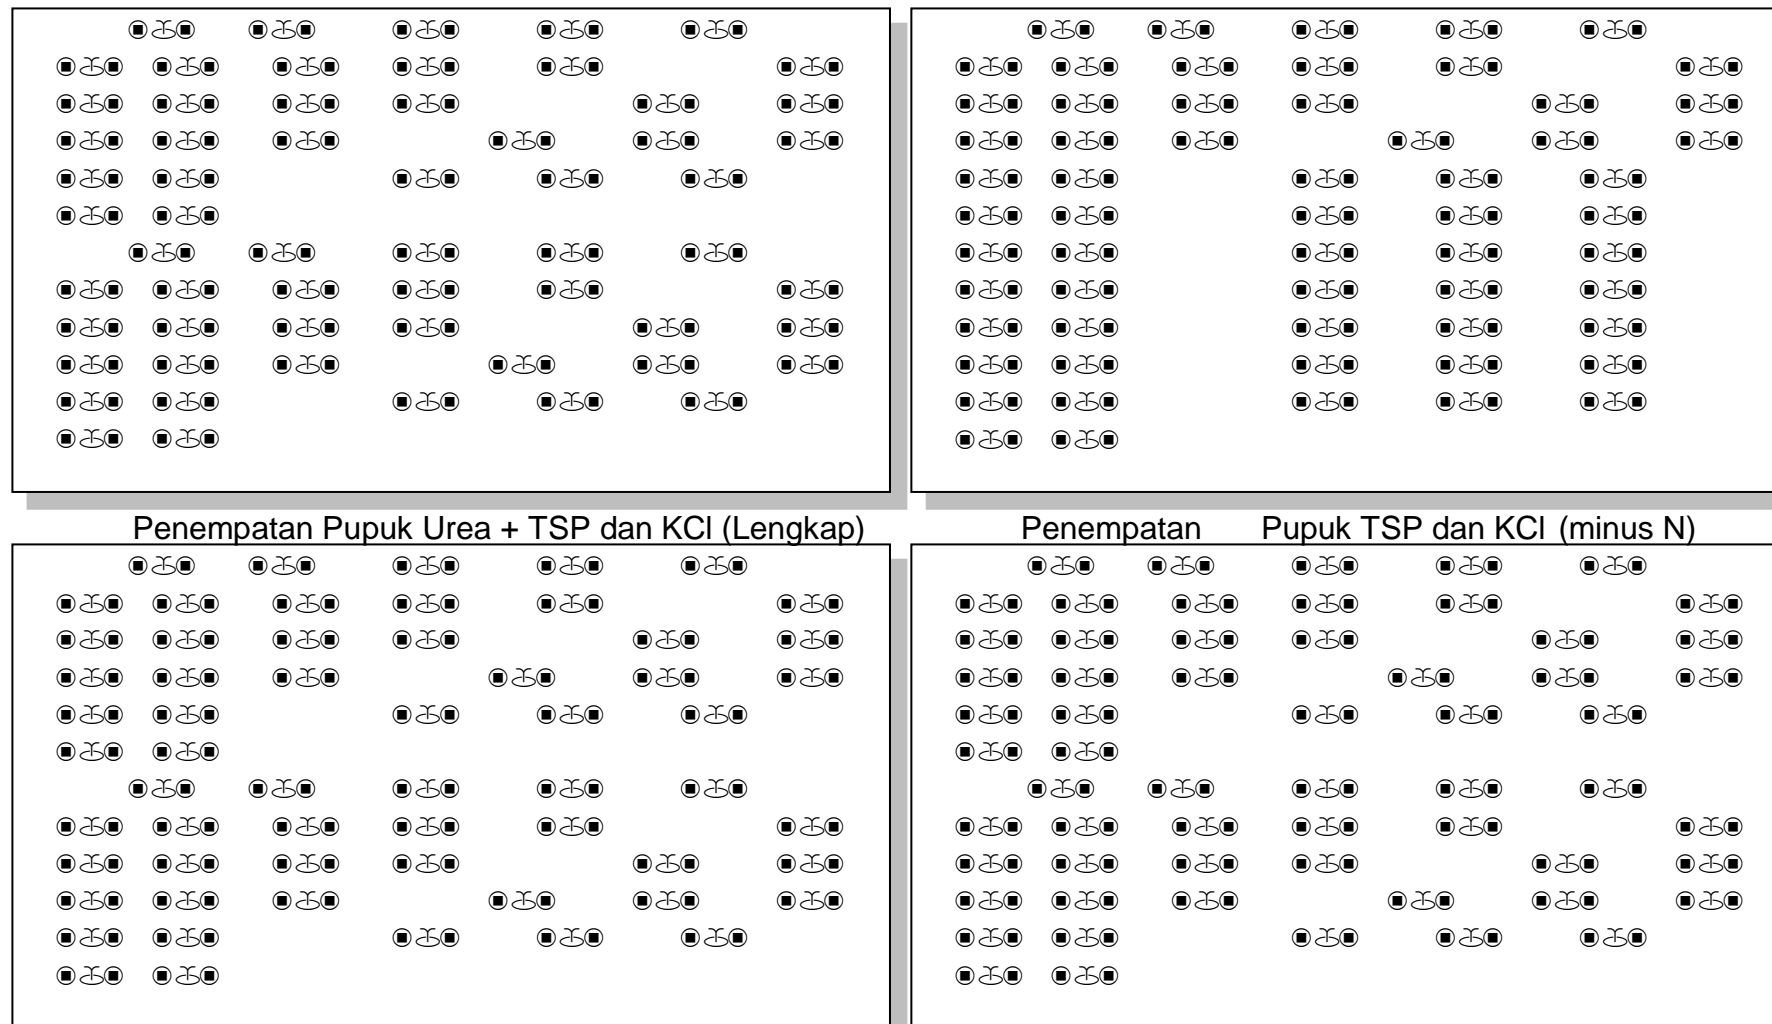 Penempatan Pupuk Urea + TSP dan KCl (Lengkap)
Penempatan Pupuk TSP dan KCl (minus N)